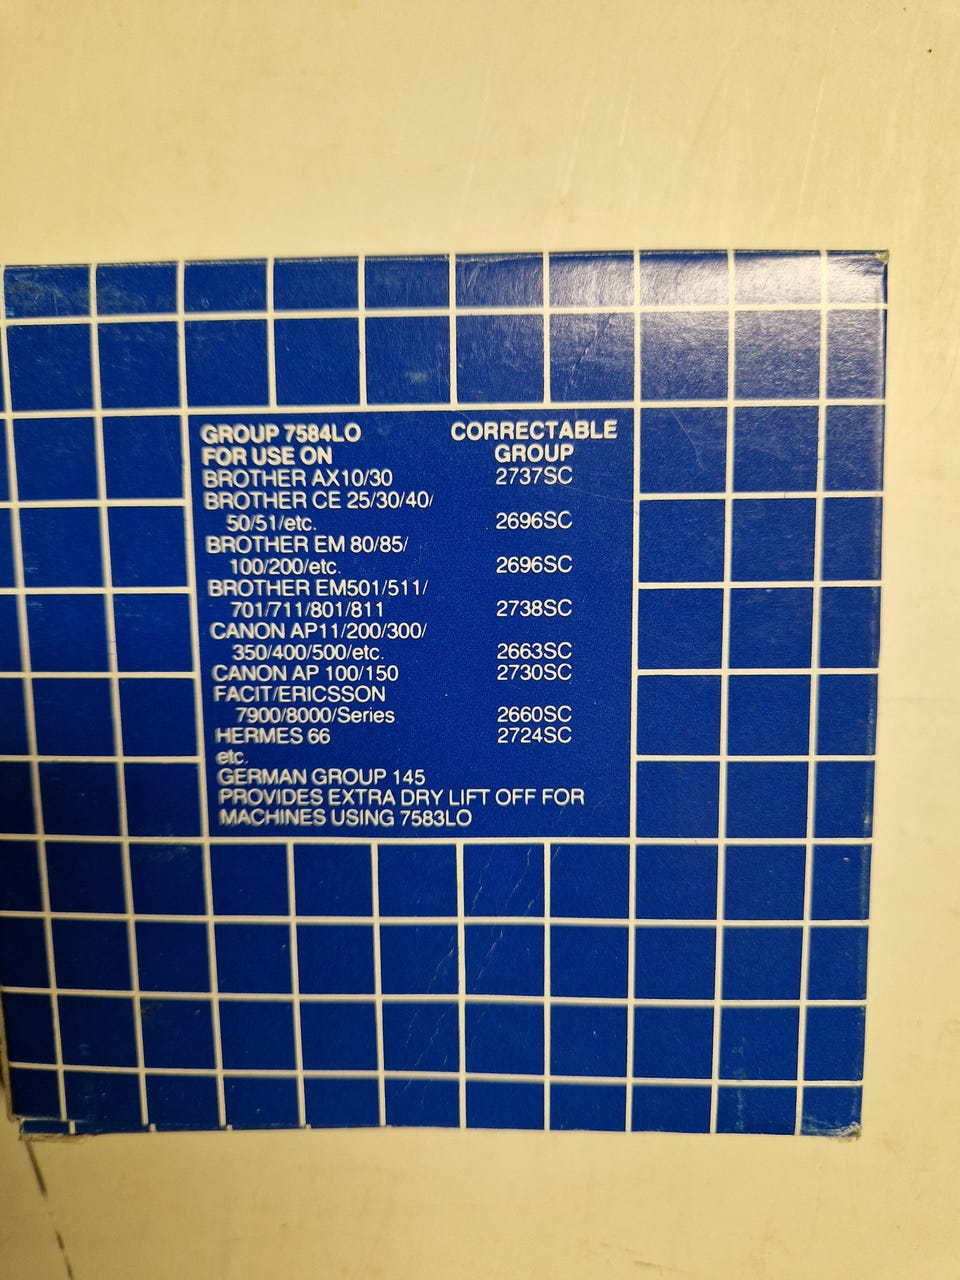 GROUP 7584LO CORRECTABLE
FOR USE ON GROUP
BROTHER AX10/30 2737SC
BROTHER CE 25/30/40/
50/51/etc. 2696SC
BROTHER EM 80/85/
100/200/etc. 2696SC
BROTHER EM501/511/
701/711/801/811 2738SC
CANON AP11/200/300/
350/400/500/etc. 2663SC
CANON AP 100/150 2730SC
FACIT/ERICSSON
7900/8000/Series 2660SC
HERMES 66 2724SC
etc.
GERMAN GROUP 145
PROVIDES EXTRA DRY LIFT OFF FOR
MACHINES USING 7583LO